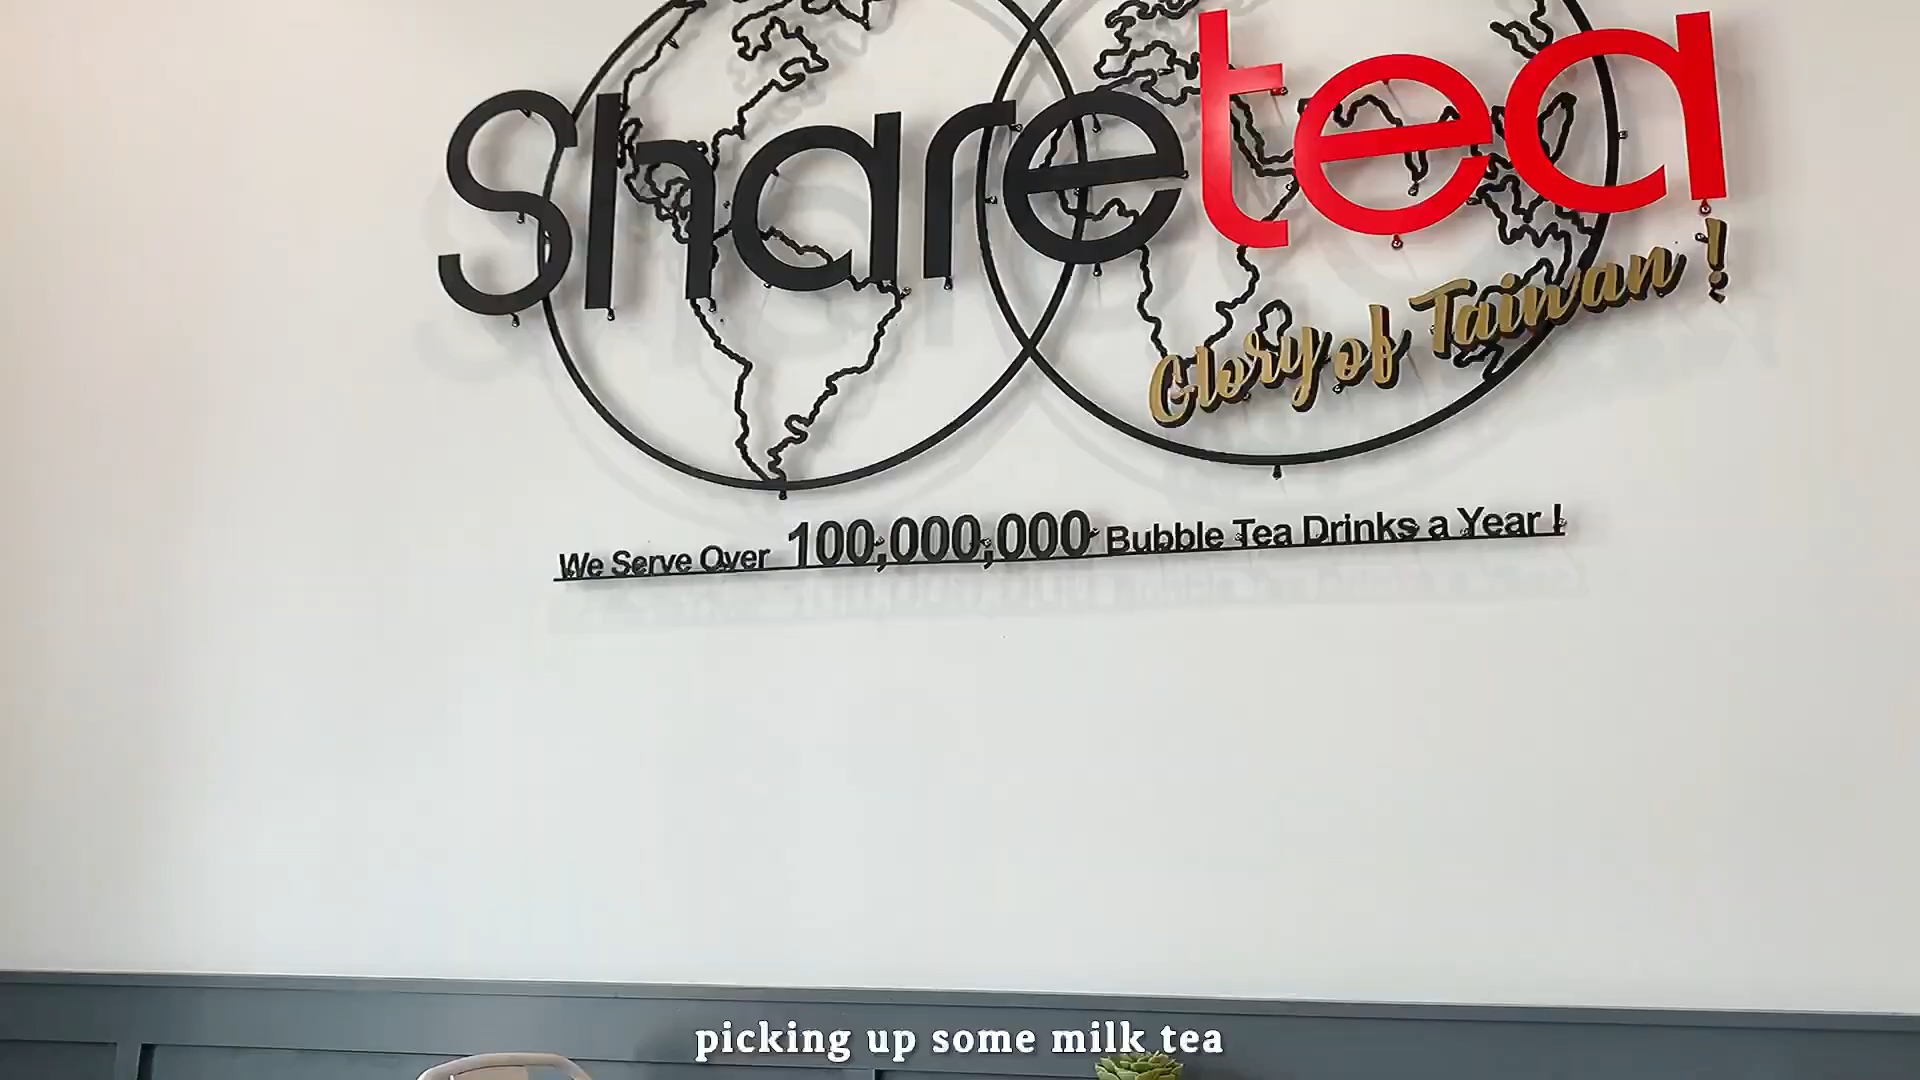 Sharetea
Glory of Taiwan !
We Serve Over 100,000,000 Bubble Tea Drinks a Year !
picking up some milk tea